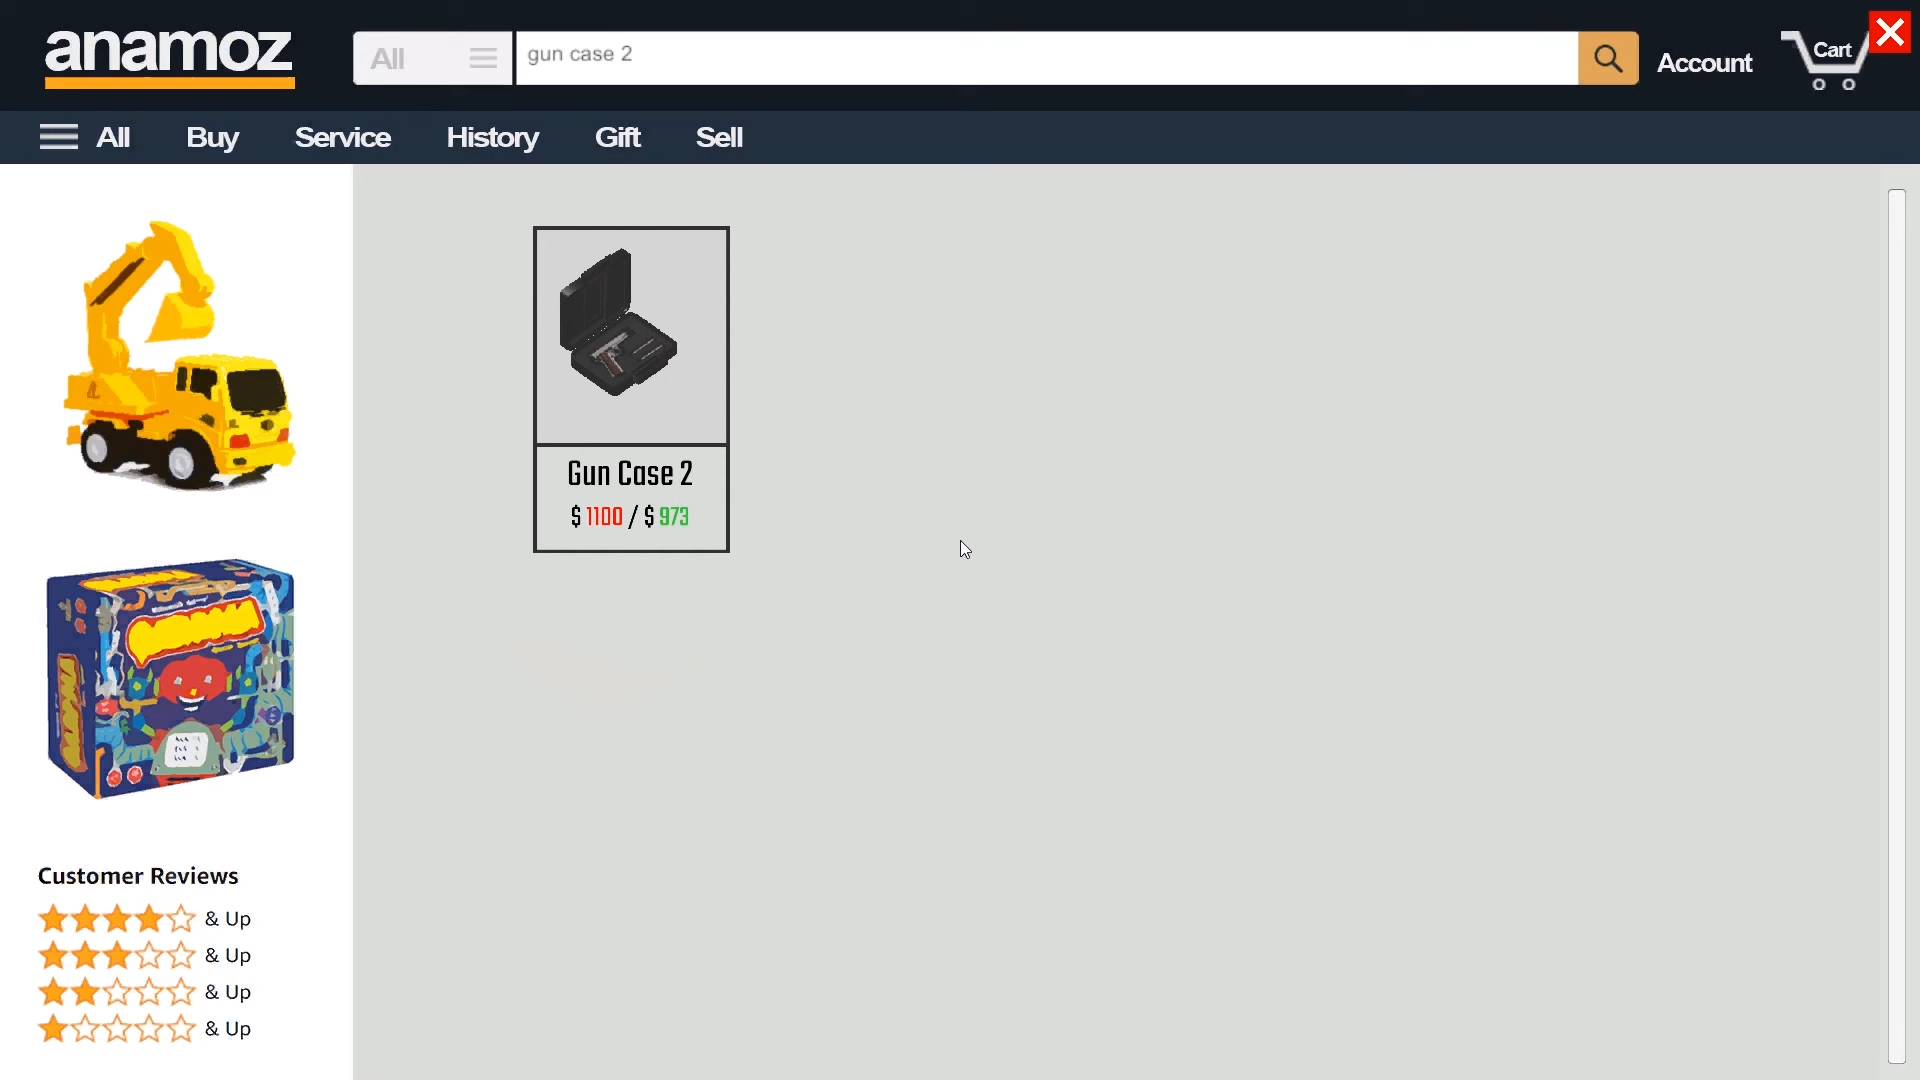 anamoz
All
gun case 2
Account
Cart
All
Buy
Service
History
Gift
Sell
Gun Case 2
$ 1100 / $ 973
Customer Reviews
& Up
& Up
& Up
& Up